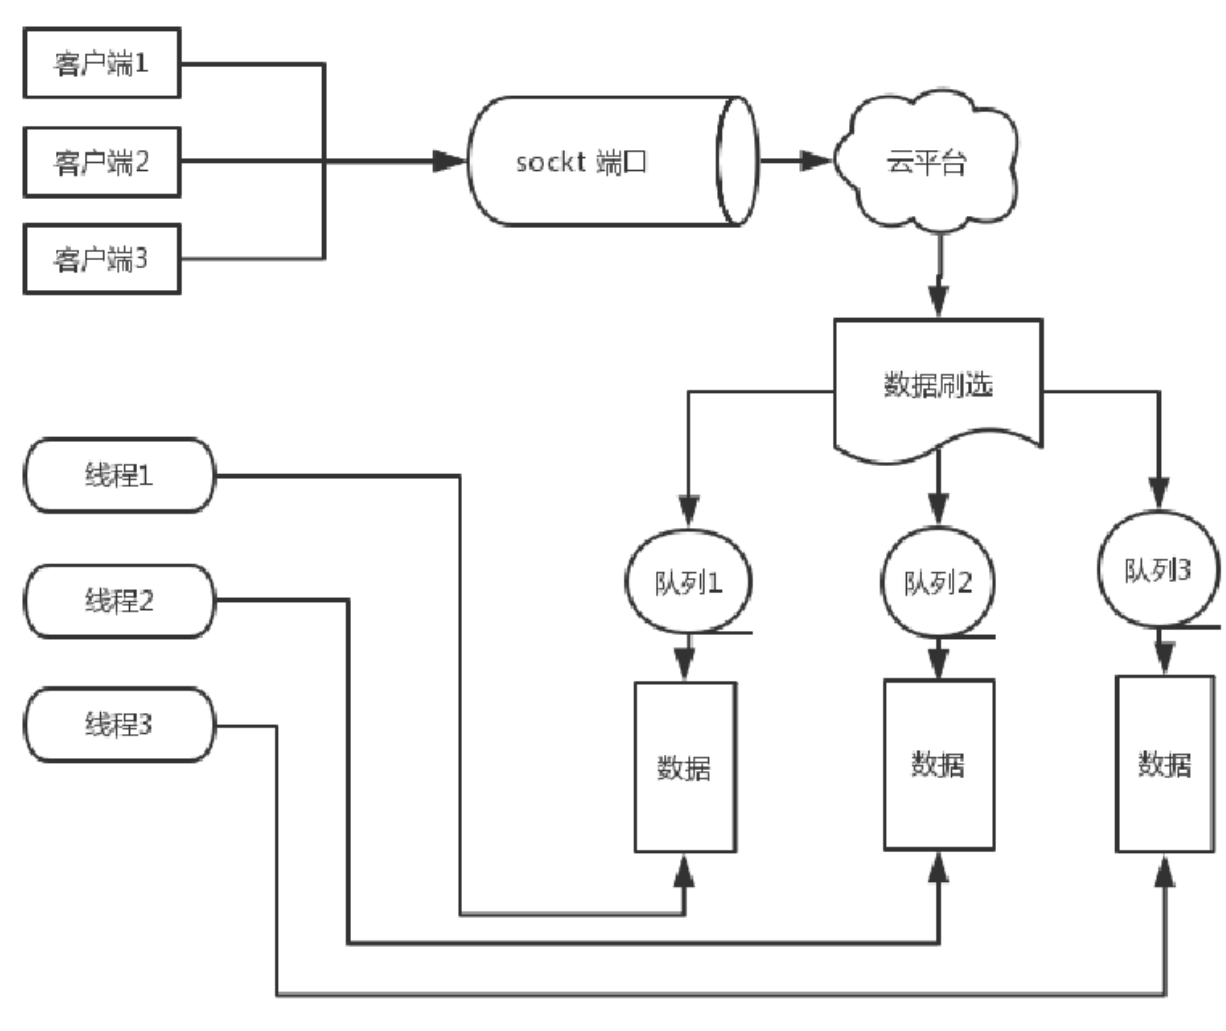 客户端1
客户端2
客户端3
sockt 端口
云平台
数据刷选
线程1
线程2
线程3
队列1
队列2
队列3
数据
数据
数据